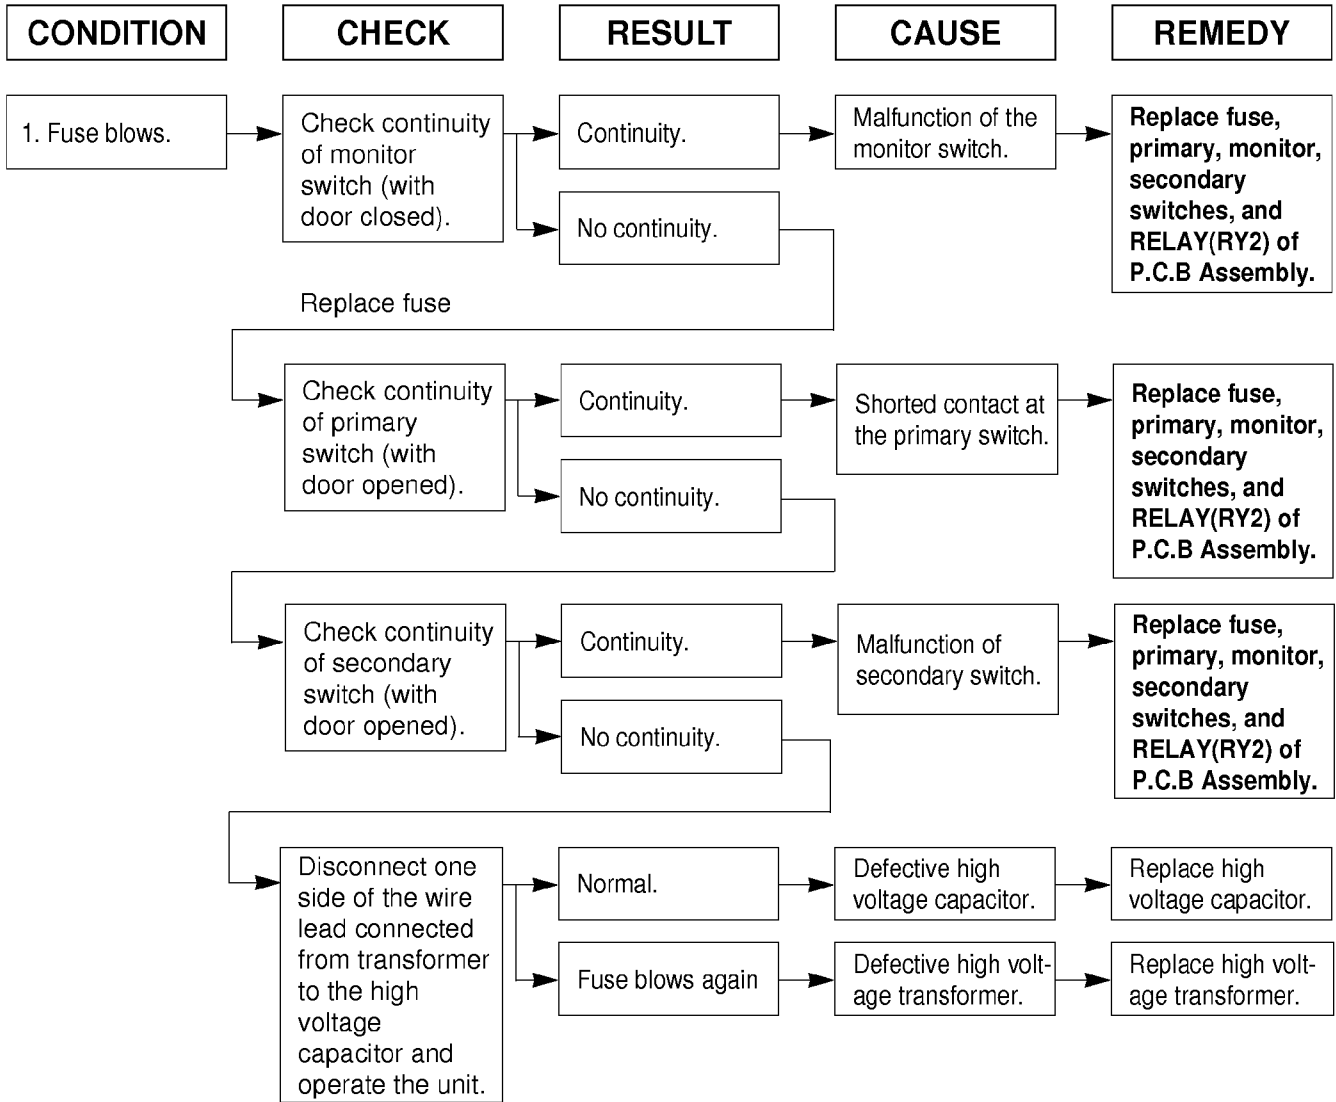 CONDITION
CHECK
RESULT
CAUSE
REMEDY
1. Fuse blows.
Check continuity
of monitor
switch (with
door closed).
Continuity.
Malfunction of the
monitor switch.
Replace fuse,
primary, monitor,
secondary
switches, and
RELAY(RY2) of
P.C.B Assembly.
No continuity.
Replace fuse
Check continuity
of primary
switch (with
door opened).
Continuity.
Shorted contact at
the primary switch.
Replace fuse,
primary, monitor,
secondary
switches, and
RELAY(RY2) of
P.C.B Assembly.
No continuity.
Check continuity
of secondary
switch (with
door opened).
Continuity.
Malfunction of
secondary switch.
Replace fuse,
primary, monitor,
secondary
switches, and
RELAY(RY2) of
P.C.B Assembly.
No continuity.
Disconnect one
side of the wire
lead connected
from transformer
to the high
voltage
capacitor and
operate the unit.
Normal.
Defective high
voltage capacitor.
Replace high
voltage capacitor.
Fuse blows again
Defective high volt-
age transformer.
Replace high volt-
age transformer.